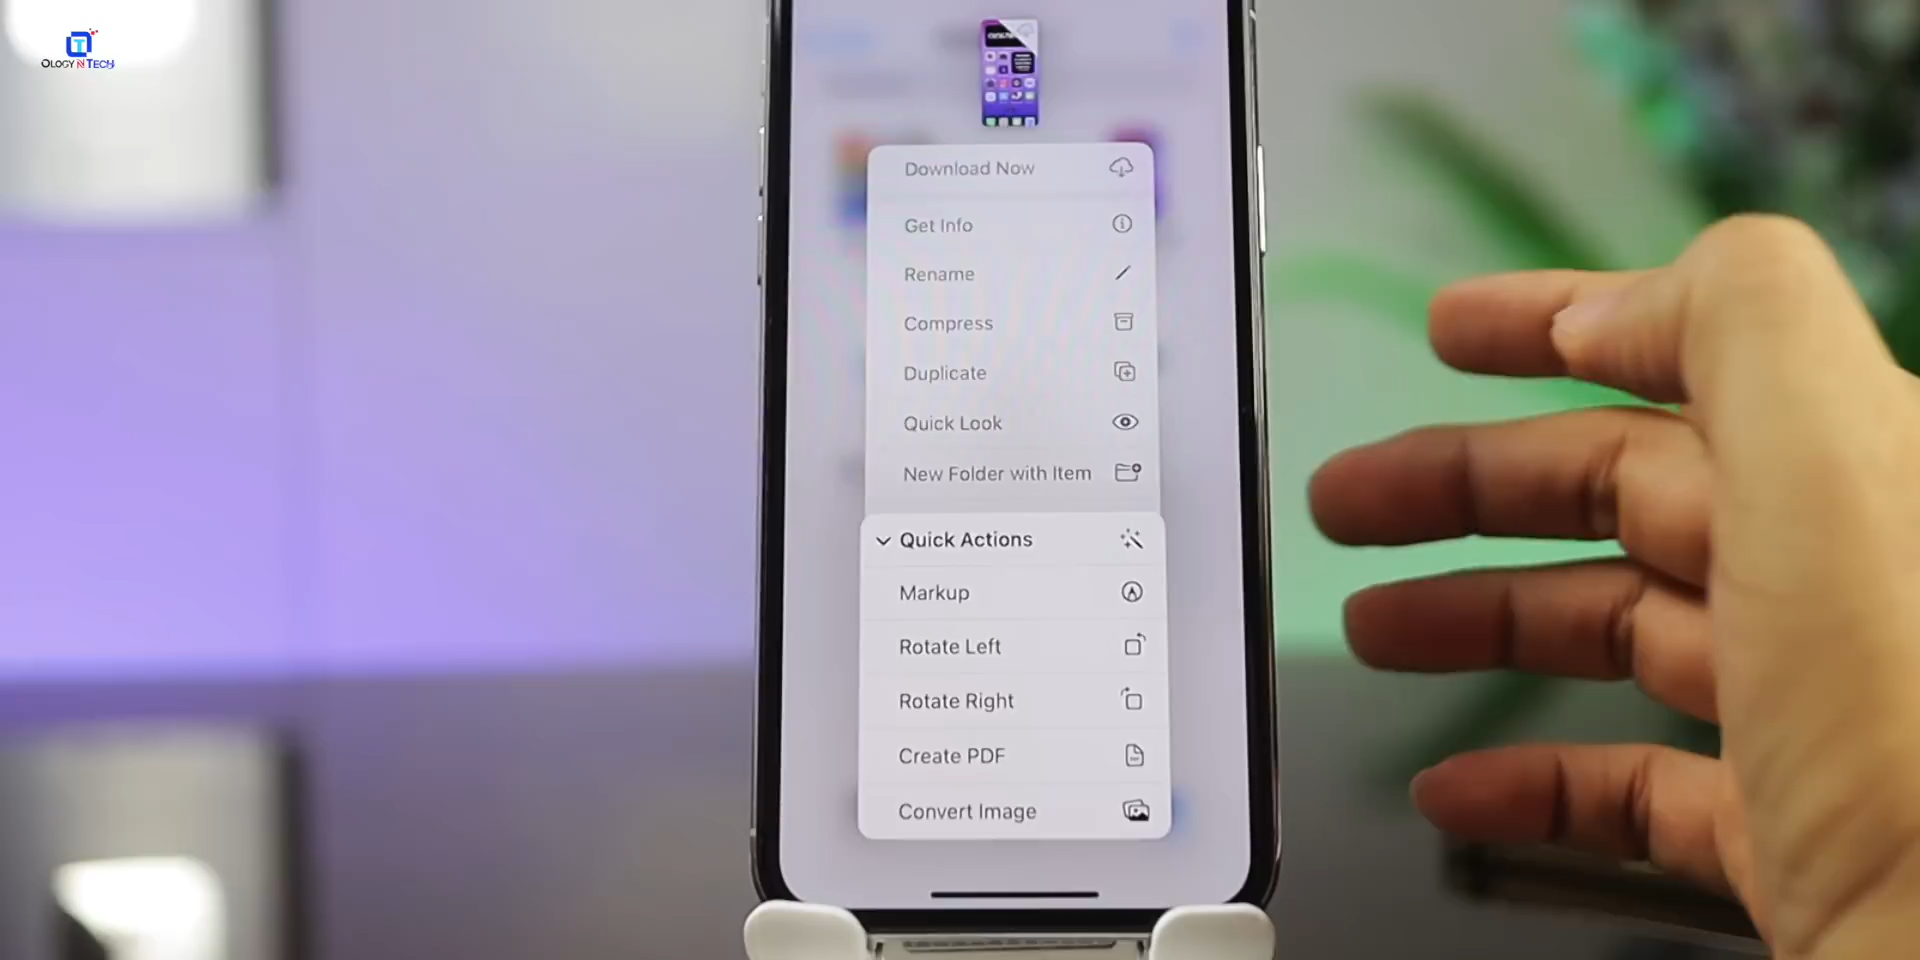 OLOGY N TECH
Download Now
Get Info
Rename
Compress
Duplicate
Quick Look
New Folder with Item
Quick Actions
Markup
Rotate Left
Rotate Right
Create PDF
Convert Image